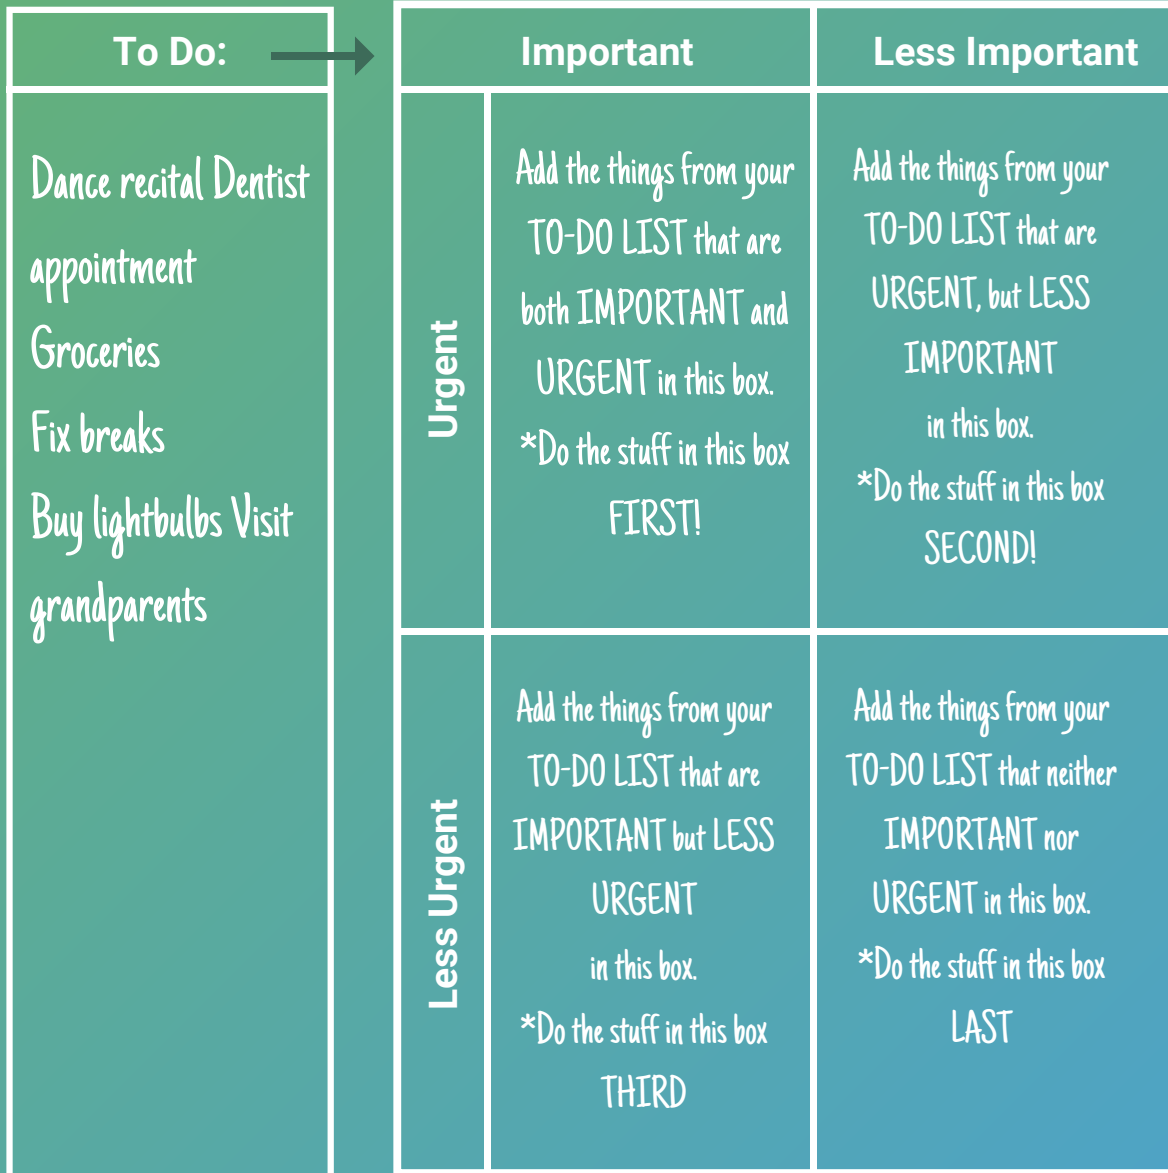 To Do:
Dance recital Dentist
appointment
Groceries
Fix breaks
Buy lightbulbs Visit
grandparents
Important
Less Important
Urgent
Add the things from your
TO-DO LIST that are
both IMPORTANT and
URGENT in this box.
*Do the stuff in this box
FIRST!
Add the things from your
TO-DO LIST that are
URGENT, but LESS
IMPORTANT
in this box.
*Do the stuff in this box
SECOND!
Less Urgent
Add the things from your
TO-DO LIST that are
IMPORTANT but LESS
URGENT
in this box.
*Do the stuff in this box
THIRD
Add the things from your
TO-DO LIST that neither
IMPORTANT nor
URGENT in this box.
*Do the stuff in this box
LAST